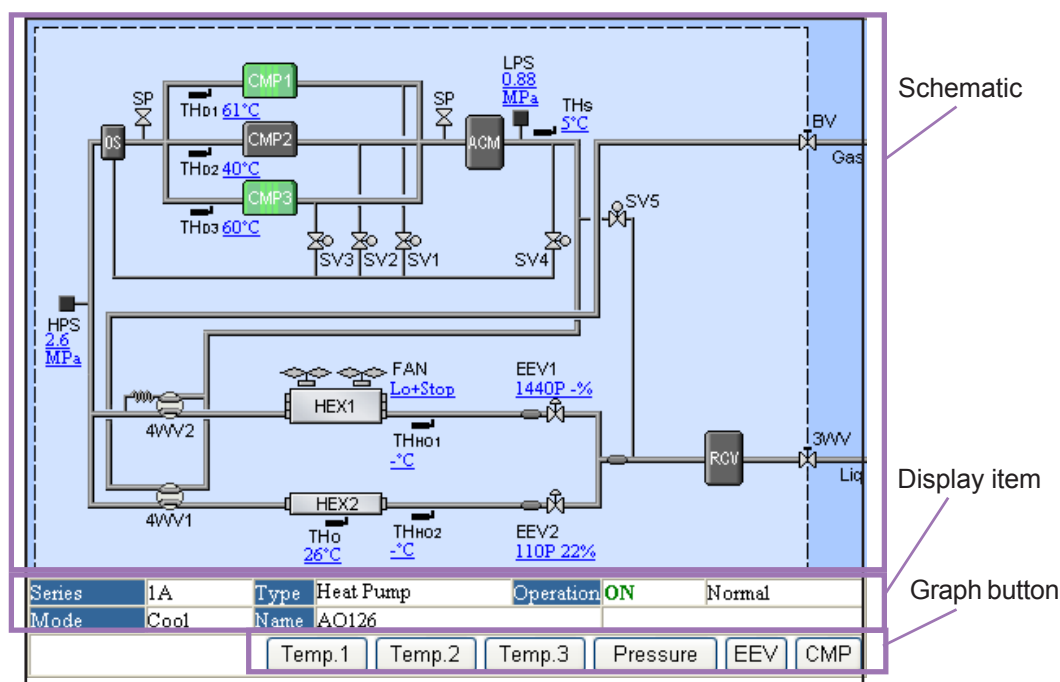 LPS
0.88
MPa
Schematic
CMP1
SP
SP
THD1 61°C
THs
5°C
BV
OS
CMP2
ACM
Gas
THD2 40°C
CMP3
SV5
THD3 60°C
SV3
SV2
SV1
SV4
HPS
2.6
MPa
FAN
Lo+Stop
EEV1
1440P -%
HEX1
4WV2
THHO1
-°C
RCV
3WV
Liq
Display item
HEX2
4WV1
THo
26°C
THHO2
-°C
EEV2
110P 22%
Series 1A Type Heat Pump Operation ON Normal
Mode Cool Name AO126
Graph button
Temp.1 Temp.2 Temp.3 Pressure EEV CMP